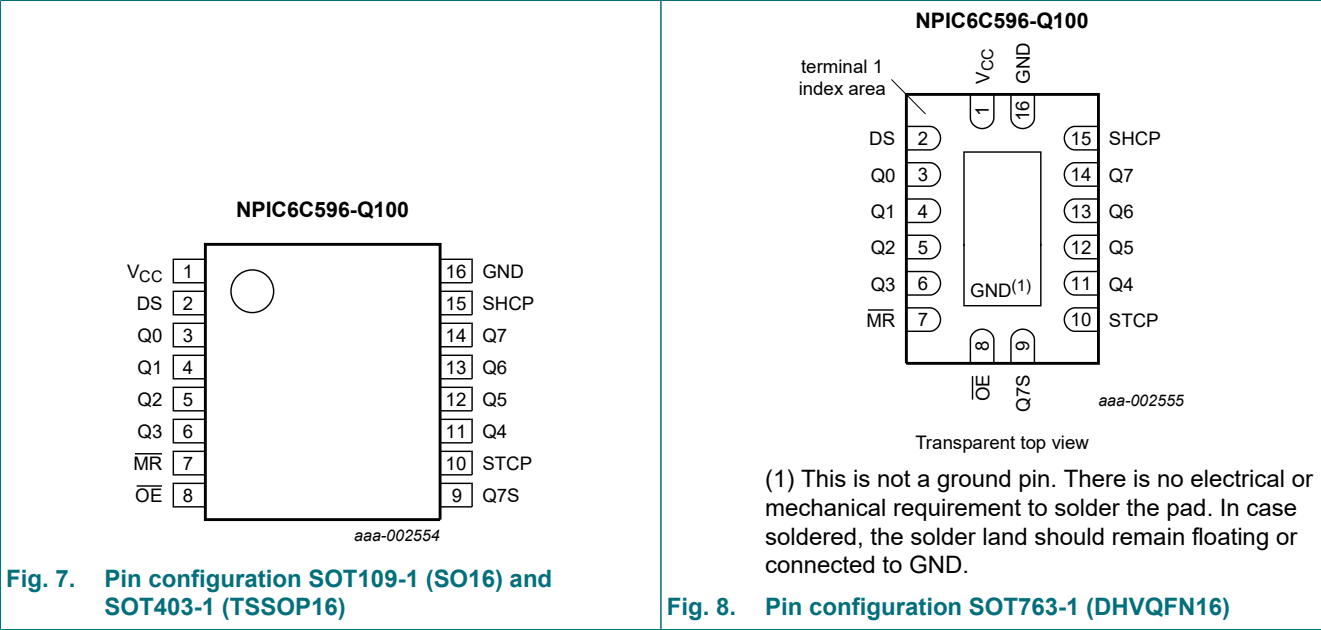 NPIC6C596-Q100
VCC 1
DS 2
Q0 3
Q1 4
Q2 5
Q3 6
MR 7
OE 8
16 GND
15 SHCP
14 Q7
13 Q6
12 Q5
11 Q4
10 STCP
9 Q7S
aaa-002554
Fig. 7. Pin configuration SOT109-1 (SO16) and
SOT403-1 (TSSOP16)
NPIC6C596-Q100
terminal 1
index area
VCC
GND
1
16
DS 2
Q0 3
Q1 4
Q2 5
Q3 6
MR 7
15 SHCP
14 Q7
13 Q6
12 Q5
11 Q4
10 STCP
GND(1)
8
9
OE
Q7S
aaa-002555
Transparent top view
(1) This is not a ground pin. There is no electrical or
mechanical requirement to solder the pad. In case
soldered, the solder land should remain floating or
connected to GND.
Fig. 8. Pin configuration SOT763-1 (DHVQFN16)